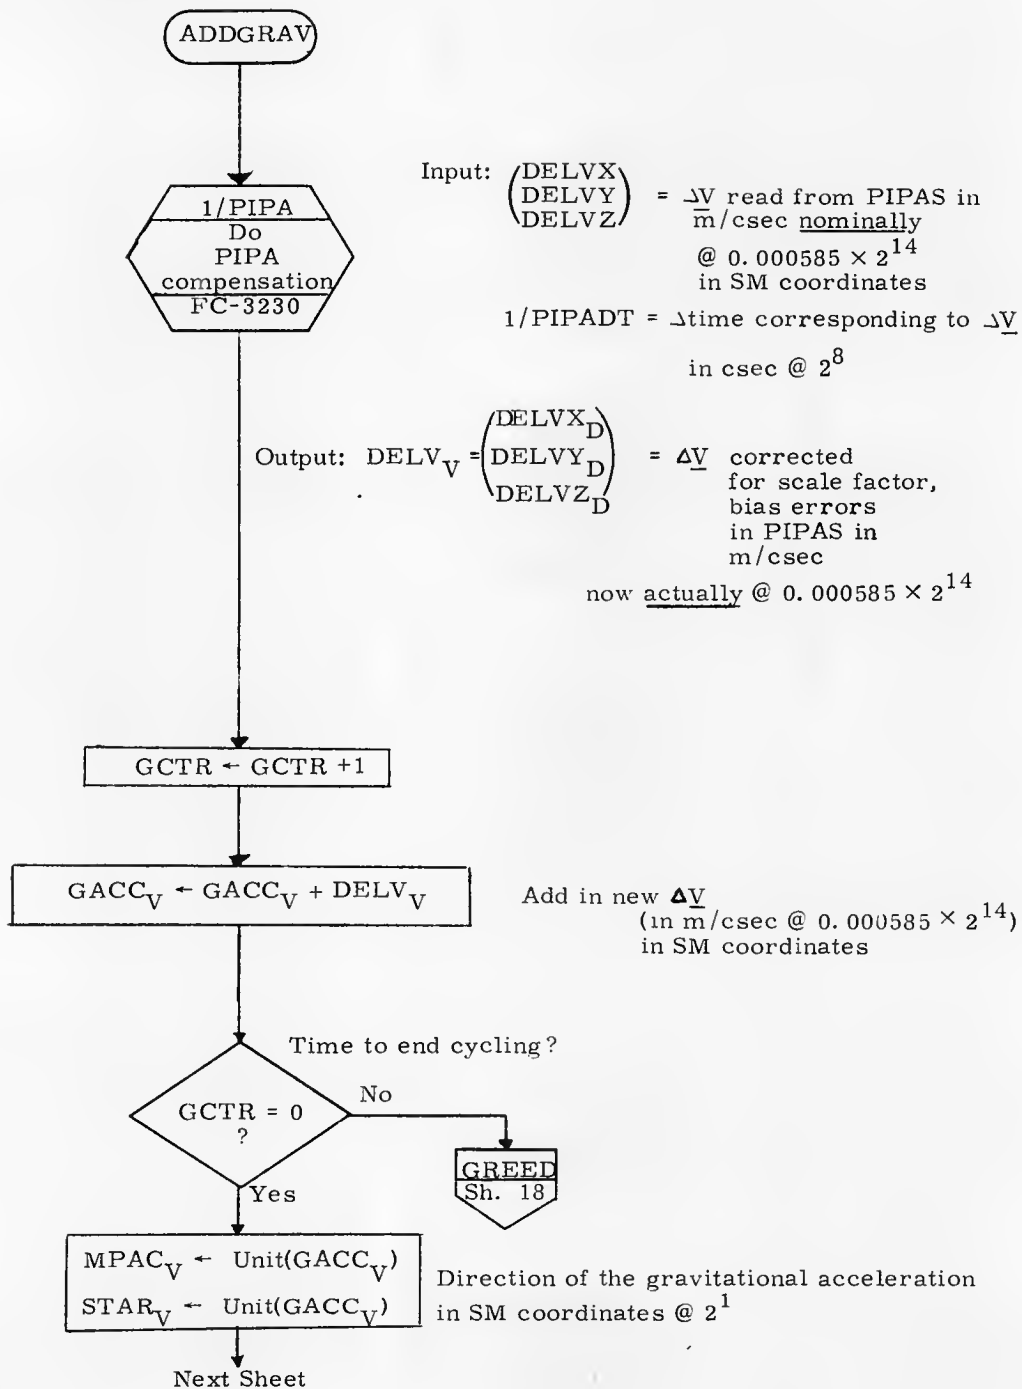 ADDGRAV
1/PIPA
Do
PIPA
compensation
FC-3230
Input: (DELVX
DELVY
DELVZ) = ΔV read from PIPAS in
m/csec nominally
@ 0.000585 × 2^14
in SM coordinates
1/PIPADT = Δtime corresponding to ΔV
in csec @ 2^8
Output: DELV_V = (DELVX_D
DELVY_D
DELVZ_D) = ΔV corrected
for scale factor,
bias errors
in PIPAS in
m/csec
now actually @ 0.000585 × 2^14
GCTR ← GCTR +1
GACC_V ← GACC_V + DELV_V
Add in new ΔV
(in m/csec @ 0.000585 × 2^14)
in SM coordinates
Time to end cycling?
GCTR = 0
?
No
GREED
Sh. 18
Yes
MPAC_V ← Unit(GACC_V)
STAR_V ← Unit(GACC_V)
Direction of the gravitational acceleration
in SM coordinates @ 2^1
Next Sheet